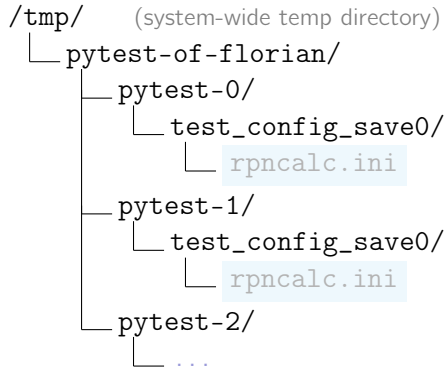 /tmp/ (system-wide temp directory)
pytest-of-florian/
pytest-0/
test_config_save0/
rpncalc.ini
pytest-1/
test_config_save0/
rpncalc.ini
pytest-2/
...